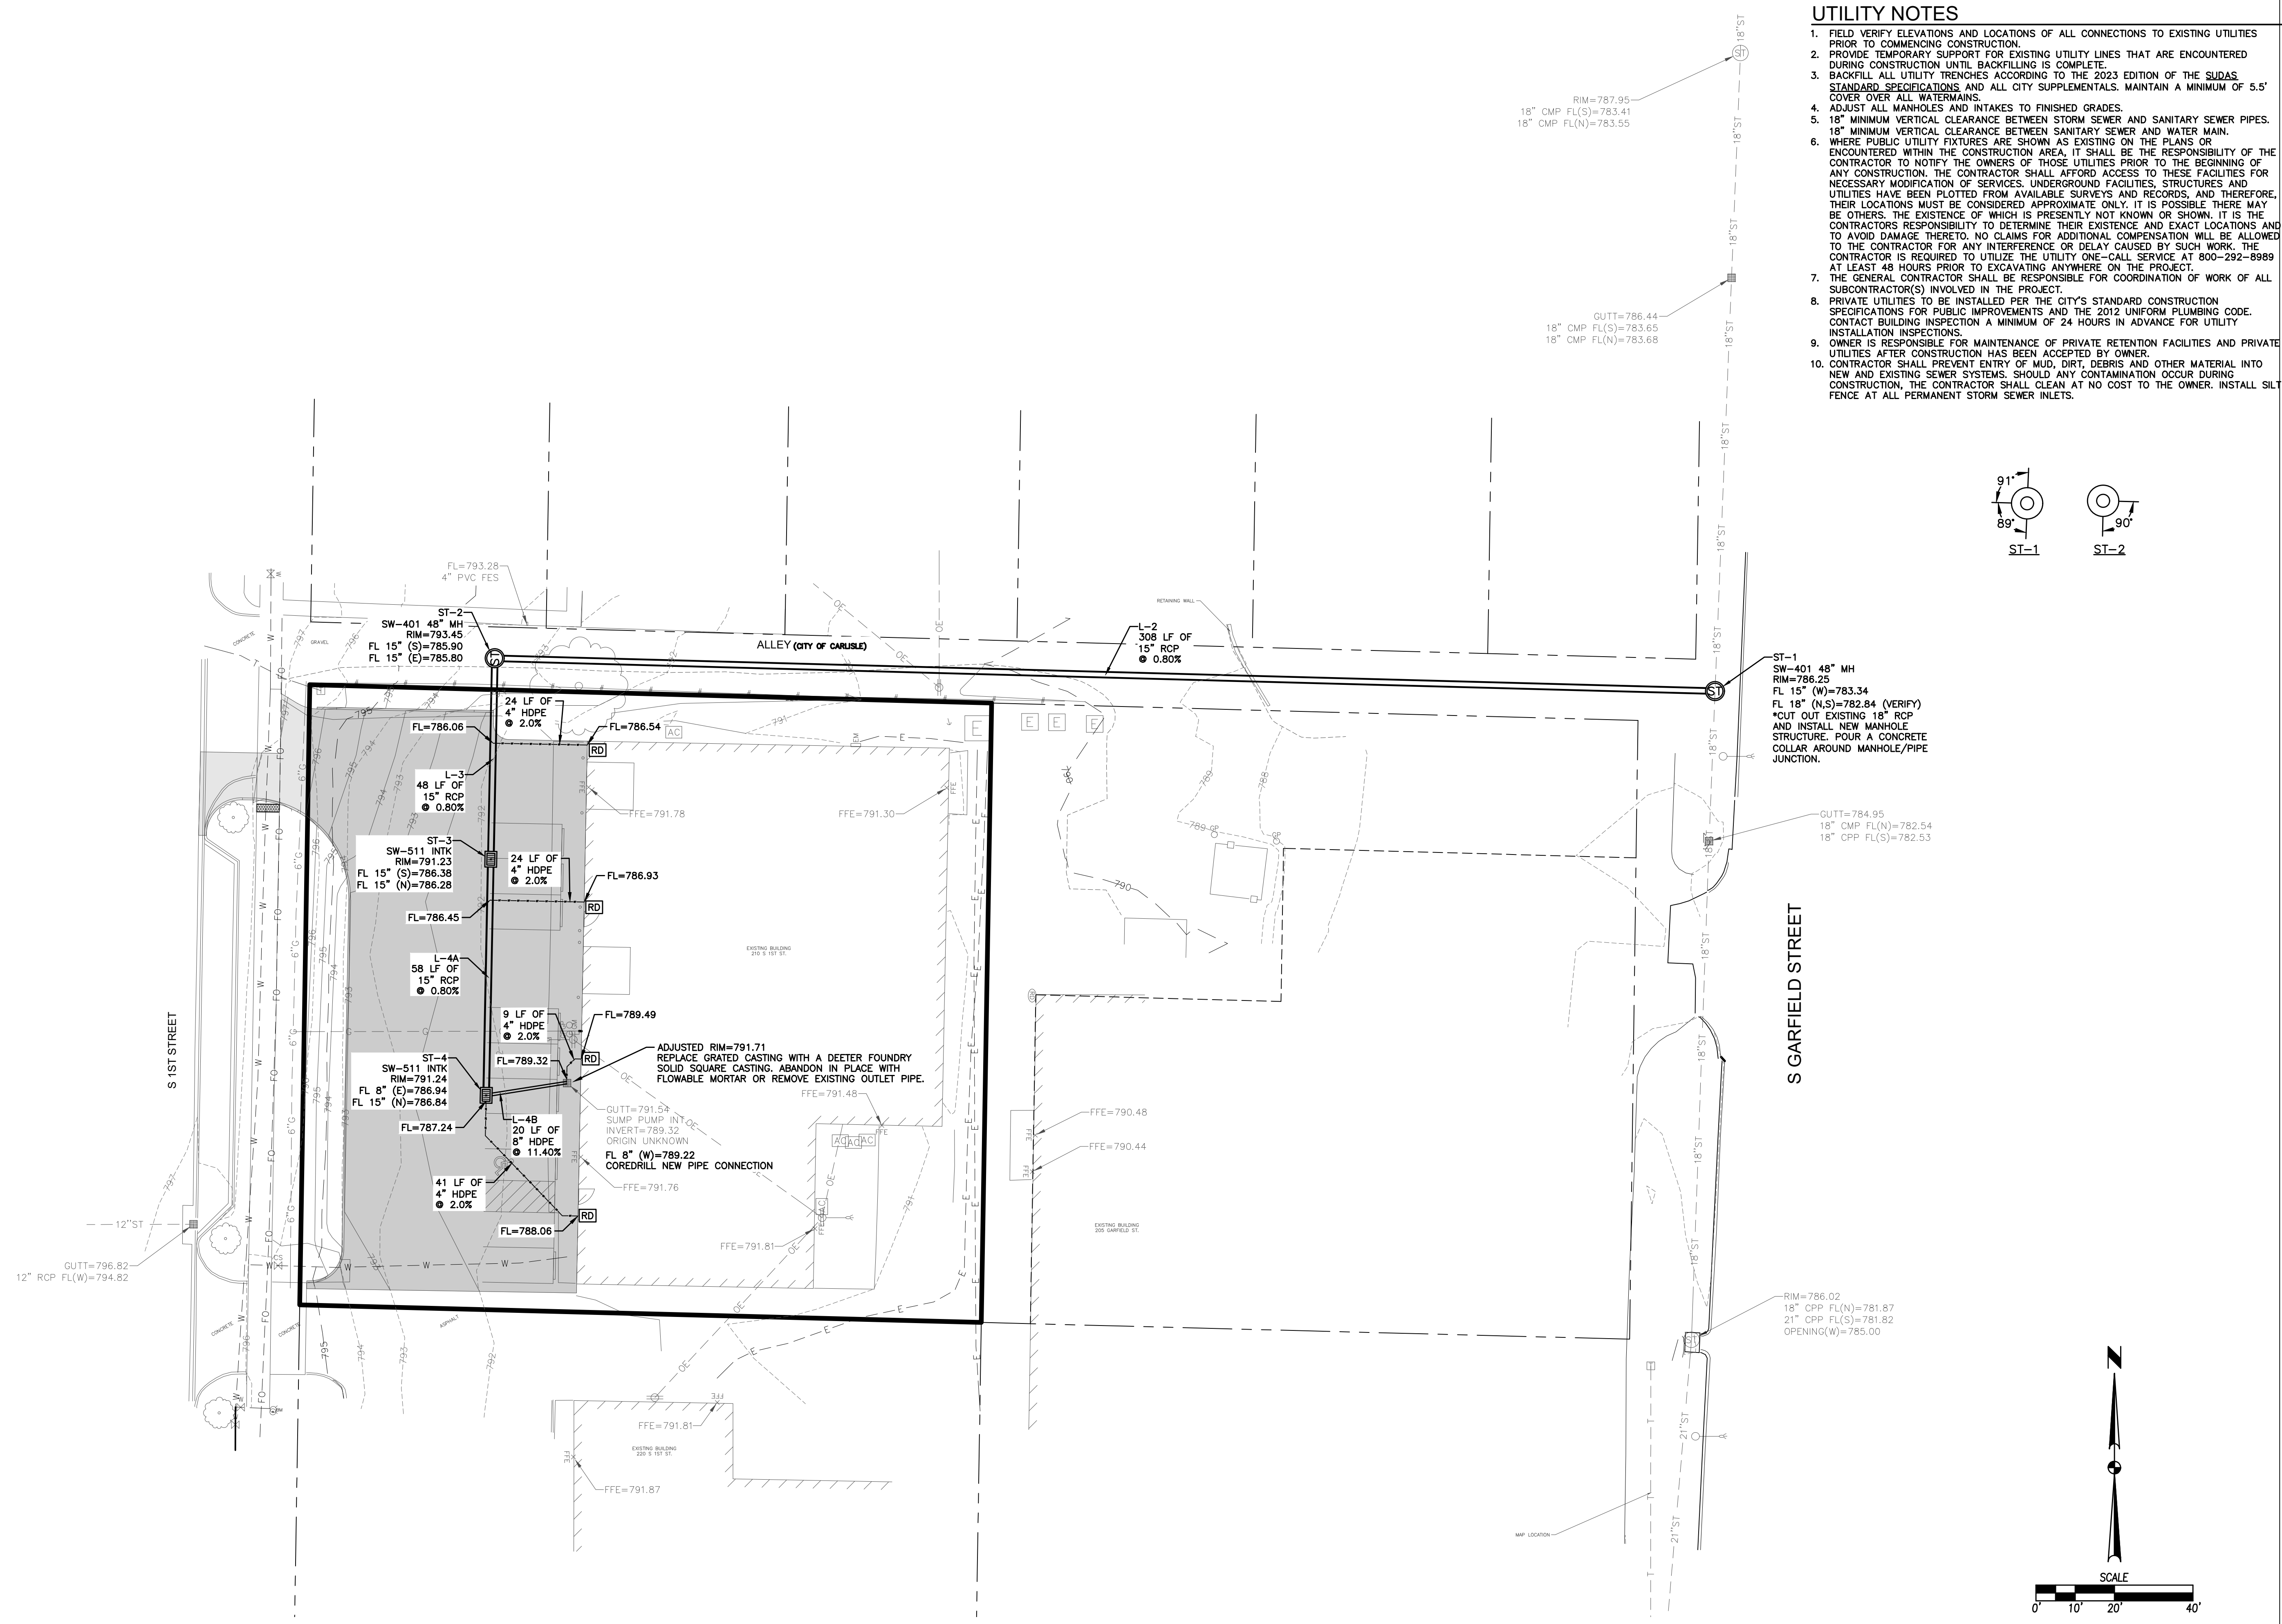 UTILITY NOTES
1. FIELD VERIFY ELEVATIONS AND LOCATIONS OF ALL CONNECTIONS TO EXISTING UTILITIES
PRIOR TO COMMENCING CONSTRUCTION.
2. PROVIDE TEMPORARY SUPPORT FOR EXISTING UTILITY LINES THAT ARE ENCOUNTERED
DURING CONSTRUCTION UNTIL BACKFILLING IS COMPLETE.
3. BACKFILL ALL UTILITY TRENCHES ACCORDING TO THE 2023 EDITION OF THE SUDAS
STANDARD SPECIFICATIONS AND ALL CITY SUPPLEMENTALS. MAINTAIN A MINIMUM OF 5.5'
COVER OVER ALL WATERMAINS.
4. ADJUST ALL MANHOLES AND INTAKES TO FINISHED GRADES.
5. 18" MINIMUM VERTICAL CLEARANCE BETWEEN STORM SEWER AND SANITARY SEWER PIPES.
18" MINIMUM VERTICAL CLEARANCE BETWEEN SANITARY SEWER AND WATER MAIN.
6. WHERE PUBLIC UTILITY FIXTURES ARE SHOWN AS EXISTING ON THE PLANS OR
ENCOUNTERED WITHIN THE CONSTRUCTION AREA, IT SHALL BE THE RESPONSIBILITY OF THE
CONTRACTOR TO NOTIFY THE OWNERS OF THOSE UTILITIES PRIOR TO THE BEGINNING OF
ANY CONSTRUCTION. THE CONTRACTOR SHALL AFFORD ACCESS TO THESE FACILITIES FOR
NECESSARY MODIFICATION OF SERVICES. UNDERGROUND FACILITIES, STRUCTURES AND
UTILITIES HAVE BEEN PLOTTED FROM AVAILABLE SURVEYS AND RECORDS, AND THEREFORE,
THEIR LOCATIONS MUST BE CONSIDERED APPROXIMATE ONLY. IT IS POSSIBLE THERE MAY
BE OTHERS. THE EXISTENCE OF WHICH IS PRESENTLY NOT KNOWN OR SHOWN. IT IS THE
CONTRACTORS RESPONSIBILITY TO DETERMINE THEIR EXISTENCE AND EXACT LOCATIONS AND
TO AVOID DAMAGE THERETO. NO CLAIMS FOR ADDITIONAL COMPENSATION WILL BE ALLOWED
TO THE CONTRACTOR FOR ANY INTERFERENCE OR DELAY CAUSED BY SUCH WORK. THE
CONTRACTOR IS REQUIRED TO UTILIZE THE UTILITY ONE-CALL SERVICE AT 800-292-8989
AT LEAST 48 HOURS PRIOR TO EXCAVATING ANYWHERE ON THE PROJECT.
7. THE GENERAL CONTRACTOR SHALL BE RESPONSIBLE FOR COORDINATION OF WORK OF ALL
SUBCONTRACTOR(S) INVOLVED IN THE PROJECT.
8. PRIVATE UTILITIES TO BE INSTALLED PER THE CITY'S STANDARD CONSTRUCTION
SPECIFICATIONS FOR PUBLIC IMPROVEMENTS AND THE 2012 UNIFORM PLUMBING CODE.
CONTACT BUILDING INSPECTION A MINIMUM OF 24 HOURS IN ADVANCE FOR UTILITY
INSTALLATION INSPECTIONS.
9. OWNER IS RESPONSIBLE FOR MAINTENANCE OF PRIVATE RETENTION FACILITIES AND PRIVATE
UTILITIES AFTER CONSTRUCTION HAS BEEN ACCEPTED BY OWNER.
10. CONTRACTOR SHALL PREVENT ENTRY OF MUD, DIRT, DEBRIS AND OTHER MATERIAL INTO
NEW AND EXISTING SEWER SYSTEMS. SHOULD ANY CONTAMINATION OCCUR DURING
CONSTRUCTION, THE CONTRACTOR SHALL CLEAN AT NO COST TO THE OWNER. INSTALL SILT
FENCE AT ALL PERMANENT STORM SEWER INLETS.
RIM=787.95
18" CMP FL(S)=783.41
18" CMP FL(N)=783.55
GUTT=786.44
18" CMP FL(S)=783.65
18" CMP FL(N)=783.68
91°
89°
ST-1
90°
ST-2
FL=793.28
4" PVC FES
ST-2
SW-401 48" MH
RIM=793.45
FL 15" (S)=785.90
FL 15" (E)=785.80
ALLEY (CITY OF CARLISLE)
RETAINING WALL
L-2
308 LF OF
15" RCP
@ 0.80%
ST-1
SW-401 48" MH
RIM=786.25
FL 15" (W)=783.34
FL 18" (N,S)=782.84 (VERIFY)
*CUT OUT EXISTING 18" RCP
AND INSTALL NEW MANHOLE
STRUCTURE. POUR A CONCRETE
COLLAR AROUND MANHOLE/PIPE
JUNCTION.
CONCRETE
GRAVEL
24 LF OF
4" HDPE
@ 2.0%
FL=786.06
FL=786.54
RD
AC
L-3
48 LF OF
15" RCP
@ 0.80%
FFE=791.78
FFE=791.30
GUTT=784.95
18" CMP FL(N)=782.54
18" CPP FL(S)=782.53
ST-3
SW-511 INTK
RIM=791.23
FL 15" (S)=786.38
FL 15" (N)=786.28
24 LF OF
4" HDPE
@ 2.0%
FL=786.93
RD
FL=786.45
EXISTING BUILDING
210 S 1ST ST.
L-4A
58 LF OF
15" RCP
@ 0.80%
S 1ST STREET
S GARFIELD STREET
9 LF OF
4" HDPE
@ 2.0%
FL=789.49
RD
FL=789.32
ADJUSTED RIM=791.71
REPLACE GRATED CASTING WITH A DEETER FOUNDRY
SOLID SQUARE CASTING. ABANDON IN PLACE WITH
FLOWABLE MORTAR OR REMOVE EXISTING OUTLET PIPE.
ST-4
SW-511 INTK
RIM=791.24
FL 8" (E)=786.94
FL 15" (N)=786.84
FL=787.24
FFE=791.48
GUTT=791.54
SUMP PUMP INT.
INVERT=789.32
ORIGIN UNKNOWN
FL 8" (W)=789.22
COREDRILL NEW PIPE CONNECTION
L-4B
20 LF OF
8" HDPE
@ 11.40%
FFE=790.48
FFE=790.44
FFE=791.76
41 LF OF
4" HDPE
@ 2.0%
RD
FL=788.06
12"ST
GUTT=796.82
12" RCP FL(W)=794.82
FFE=791.81
EXISTING BUILDING
205 GARFIELD ST.
RIM=786.02
18" CPP FL(N)=781.87
21" CPP FL(S)=781.82
OPENING(W)=785.00
CONCRETE
CONCRETE
ASPHALT
FFE=791.81
EXISTING BUILDING
220 S 1ST ST.
FFE=791.87
MAP LOCATION
N
SCALE
0' 10' 20' 40'